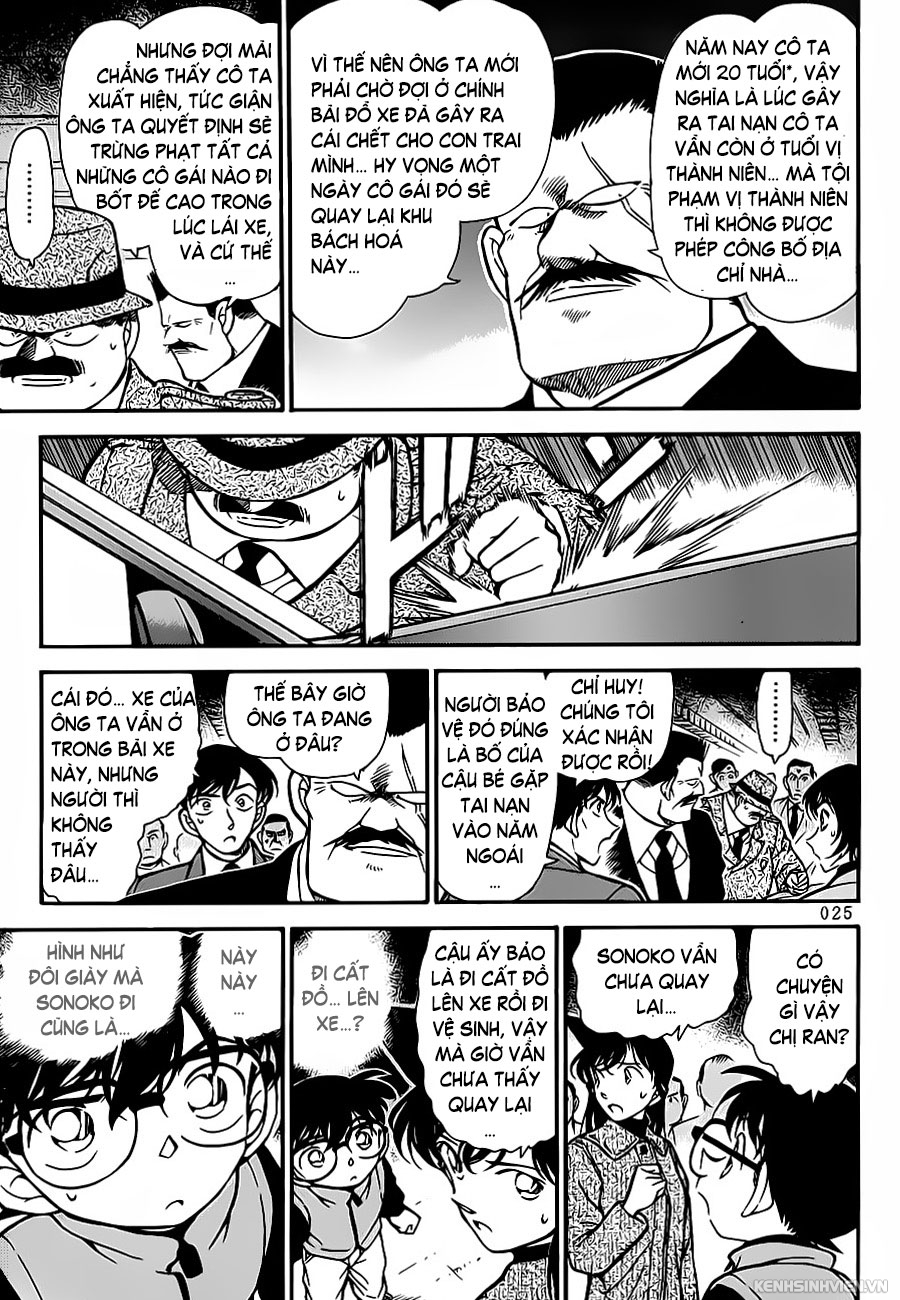 NĂM NAY CÔ TA
MỚI 20 TUỔI*, VẬY
NGHĨA LÀ LÚC GÂY
RA TAI NẠN CÔ TA
VẪN CÒN Ở TUỔI VỊ
THÀNH NIÊN... MÀ TỘI
PHẠM VỊ THÀNH NIÊN
THÌ KHÔNG ĐƯỢC
PHÉP CÔNG BỐ ĐỊA
CHỈ NHÀ...
VÌ THẾ NÊN ÔNG TA MỚI
PHẢI CHỜ ĐỢI Ở CHÍNH
BÃI ĐỖ XE ĐÃ GÂY RA
CÁI CHẾT CHO CON TRAI
MÌNH... HY VỌNG MỘT
NGÀY CÔ GÁI ĐÓ SẼ
QUAY LẠI KHU
BÁCH HOÁ
NÀY...
NHƯNG ĐỢI MÃI
CHẲNG THẤY CÔ TA
XUẤT HIỆN, TỨC GIẬN
ÔNG TA QUYẾT ĐỊNH SẼ
TRỪNG PHẠT TẤT CẢ
NHỮNG CÔ GÁI NÀO ĐI
BỐT ĐẾ CAO TRONG
LÚC LÁI XE,
VÀ CỨ THẾ
...
........
........
CHỈ HUY!
CHÚNG TÔI
XÁC NHẬN
ĐƯỢC RỒI!
NGƯỜI BẢO
VỆ ĐÓ ĐÚNG
LÀ BỐ CỦA
CẬU BÉ GẶP
TAI NẠN
VÀO NĂM
NGOÁI
...
THẾ BÂY GIỜ
ÔNG TA ĐANG
Ở ĐÂU?
CÁI ĐÓ... XE CỦA
ÔNG TA VẪN Ở
TRONG BÃI XE
NÀY, NHƯNG
NGƯỜI THÌ
KHÔNG
THẤY
ĐÂU...
025
CÓ
CHUYỆN
GÌ VẬY
CHỊ RAN?
SONOKO VẪN
CHƯA QUAY
LẠI...
CẬU ẤY BẢO
LÀ ĐI CẤT ĐỒ
LÊN XE RỒI ĐI
VỆ SINH, VẬY
MÀ GIỜ VẪN
CHƯA THẤY
QUAY LẠI
...
ĐI CẤT
ĐỒ... LÊN
XE...?
NÀY
NÀY
...
HÌNH NHƯ
ĐÔI GIÀY MÀ
SONOKO ĐI
CŨNG LÀ...
KENHSINHVIEN.VN